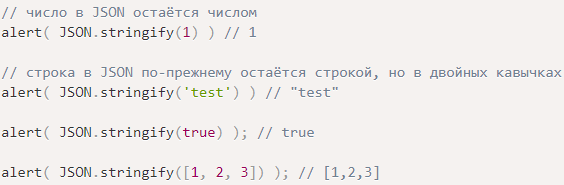 // число в JSON остаётся числом
alert( JSON.stringify(1) ) // 1
// строка в JSON по-прежнему остаётся строкой, но в двойных кавычках
alert( JSON.stringify('test') ) // "test"
alert( JSON.stringify(true) ); // true
alert( JSON.stringify([1, 2, 3]) ); // [1,2,3]